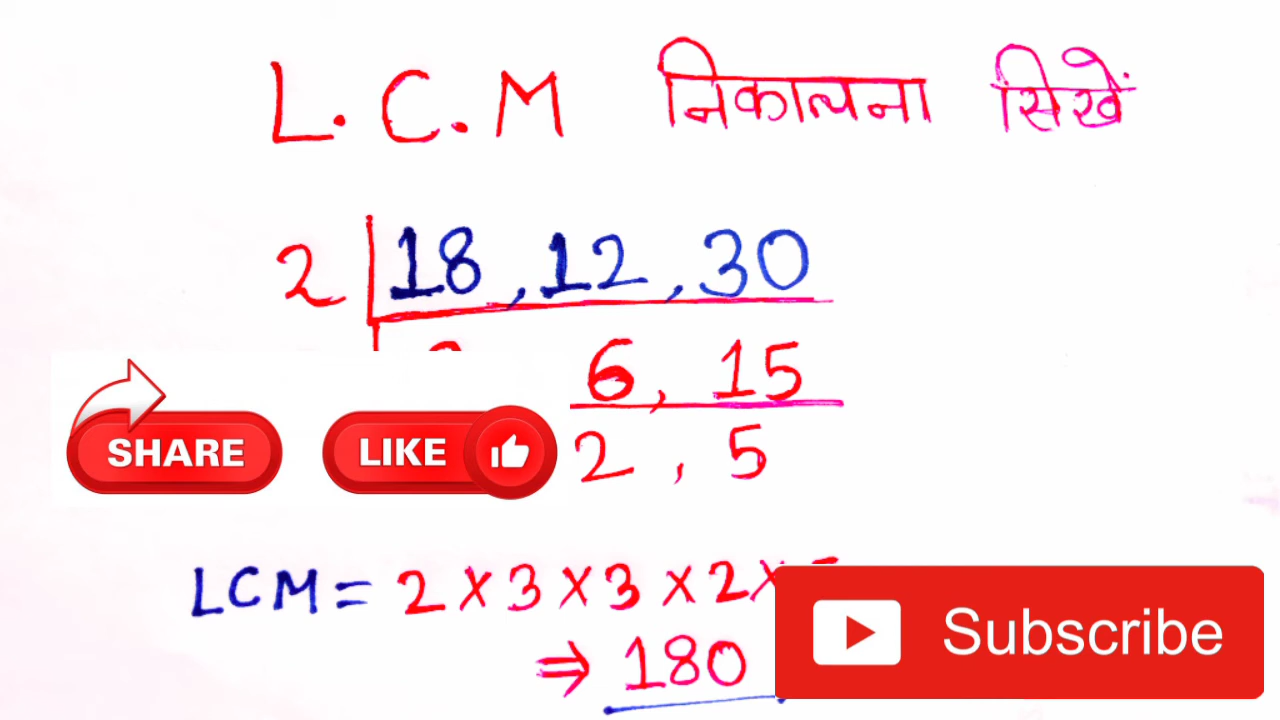 L.C.M निकालना सिखें
2 | 18, 12, 30
6, 15
2, 5
SHARE
LIKE
LCM = 2 × 3 × 3 × 2 ×
⇒ 180
Subscribe